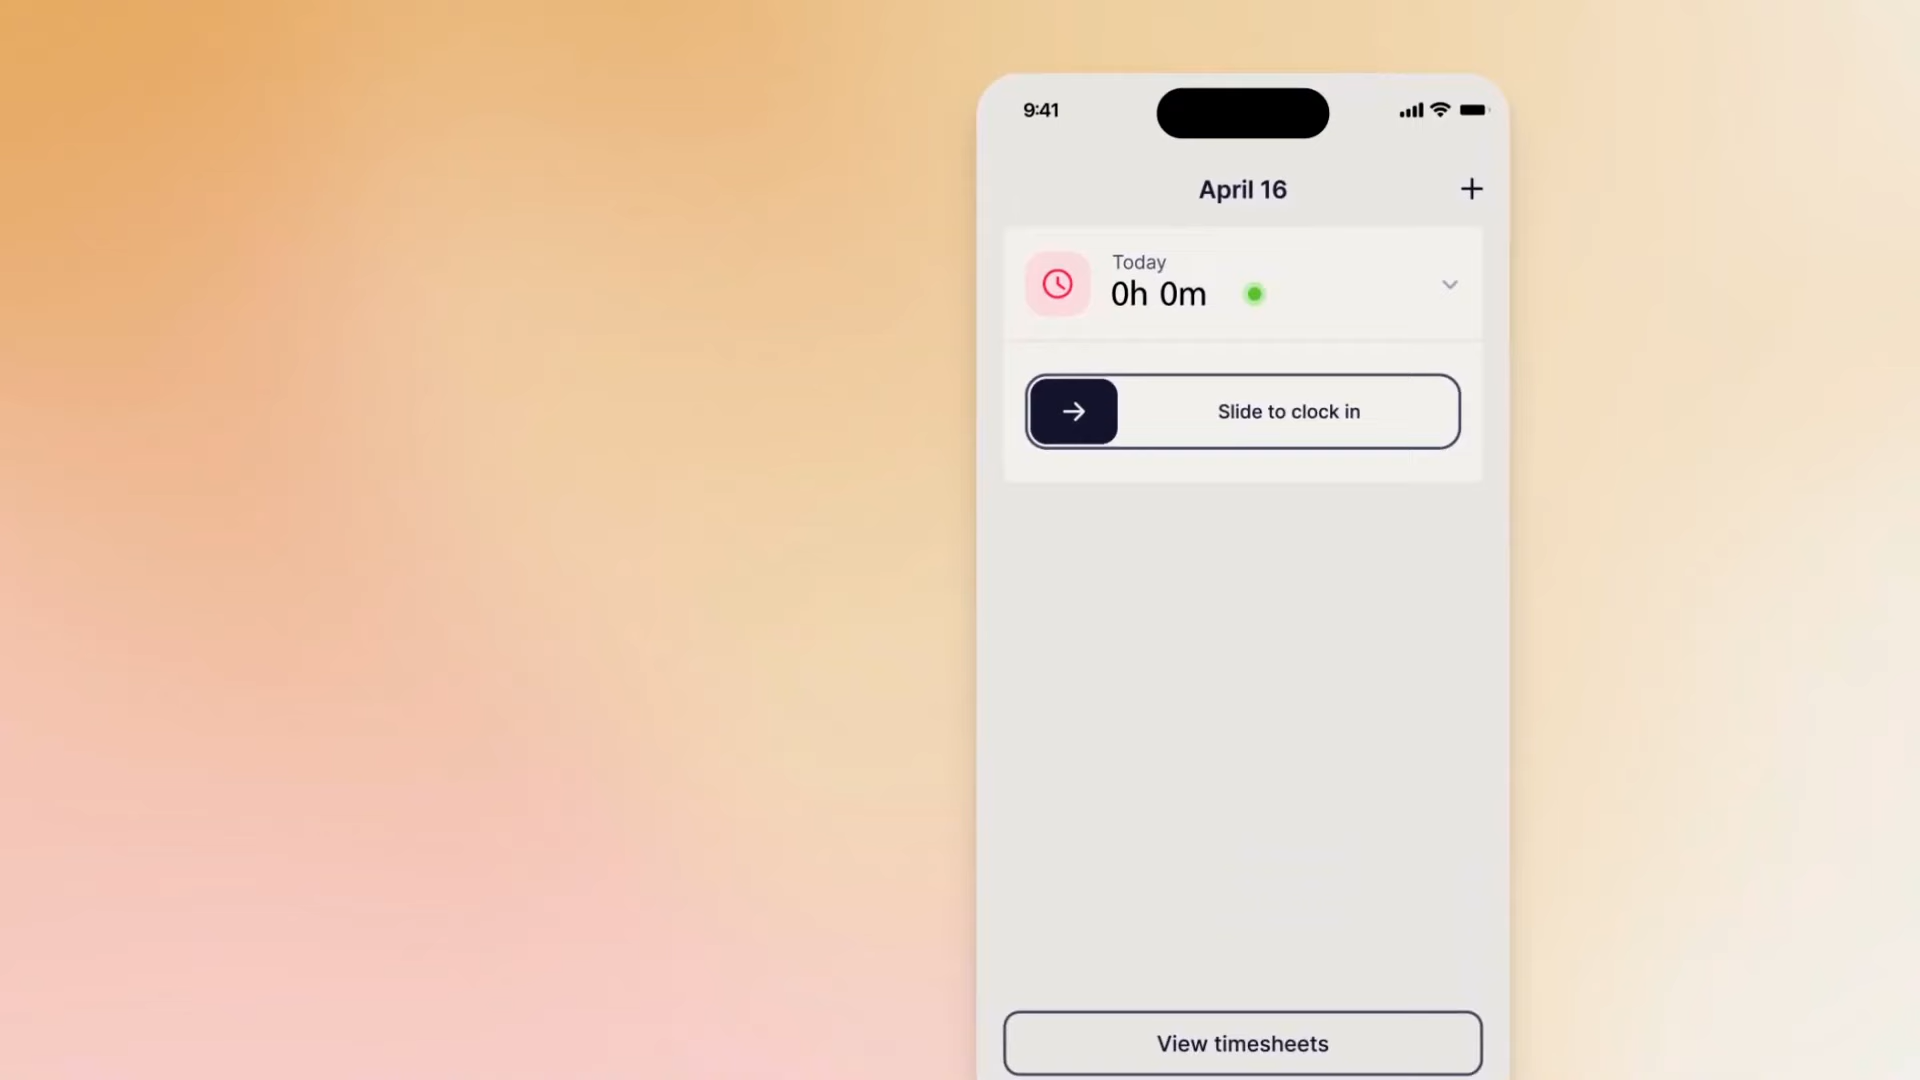 9:41
April 16
Today
0h 0m
Slide to clock in
View timesheets